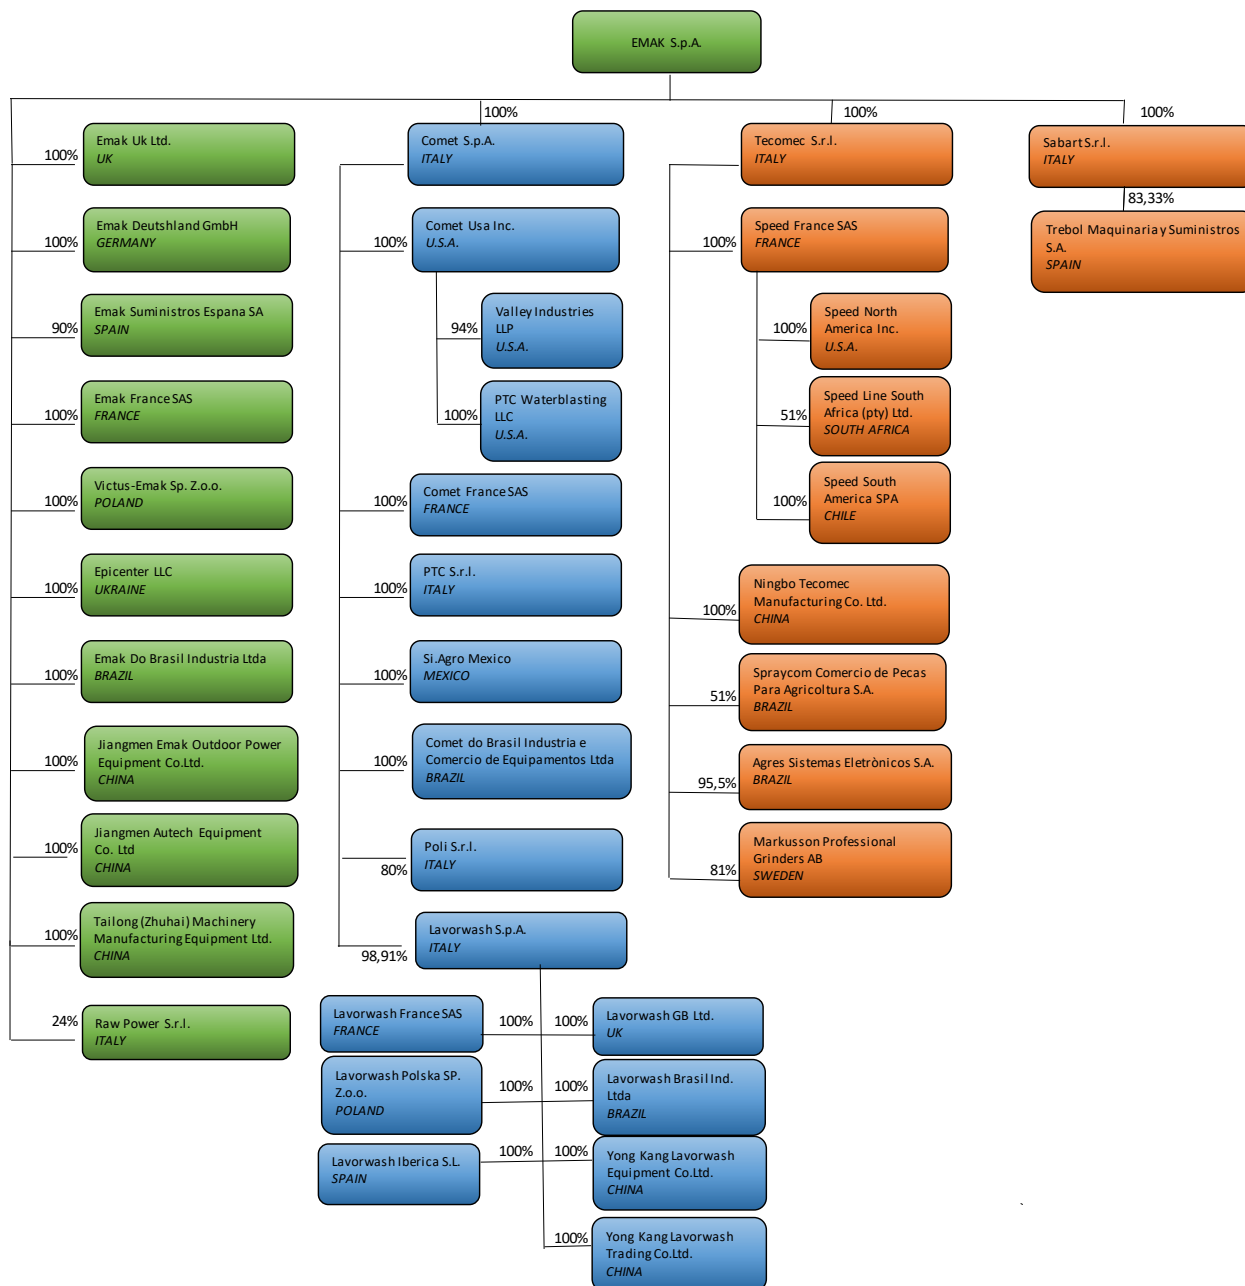 EMAK S.p.A.
100%
Emak Uk Ltd.
UK
100%
Emak Deutshland GmbH
GERMANY
90%
Emak Suministros Espana SA
SPAIN
100%
Emak France SAS
FRANCE
100%
Victus-Emak Sp. Z.o.o.
POLAND
100%
Epicenter LLC
UKRAINE
100%
Emak Do Brasil Industria Ltda
BRAZIL
100%
Jiangmen Emak Outdoor Power
Equipment Co.Ltd.
CHINA
100%
Jiangmen Autech Equipment
Co. Ltd
CHINA
100%
Tailong (Zhuhai) Machinery
Manufacturing Equipment Ltd.
CHINA
24%
Raw Power S.r.l.
ITALY
100%
Comet S.p.A.
ITALY
100%
Comet Usa Inc.
U.S.A.
94%
Valley Industries
LLP
U.S.A.
100%
PTC Waterblasting
LLC
U.S.A.
100%
Comet France SAS
FRANCE
100%
PTC S.r.l.
ITALY
100%
Si.Agro Mexico
MEXICO
100%
Comet do Brasil Industria e
Comercio de Equipamentos Ltda
BRAZIL
80%
Poli S.r.l.
ITALY
98,91%
Lavorwash S.p.A.
ITALY
Lavorwash France SAS
FRANCE
100%
100%
Lavorwash GB Ltd.
UK
Lavorwash Polska SP.
Z.o.o.
POLAND
100%
100%
Lavorwash Brasil Ind.
Ltda
BRAZIL
Lavorwash Iberica S.L.
SPAIN
100%
100%
Yong Kang Lavorwash
Equipment Co.Ltd.
CHINA
100%
Yong Kang Lavorwash
Trading Co.Ltd.
CHINA
100%
Tecomec S.r.l.
ITALY
100%
Speed France SAS
FRANCE
100%
Speed North
America Inc.
U.S.A.
51%
Speed Line South
Africa (pty) Ltd.
SOUTH AFRICA
100%
Speed South
America SPA
CHILE
100%
Ningbo Tecomec
Manufacturing Co. Ltd.
CHINA
51%
Spraycom Comercio de Pecas
Para Agricoltura S.A.
BRAZIL
95,5%
Agres Sistemas Eletrònicos S.A.
BRAZIL
81%
Markusson Professional
Grinders AB
SWEDEN
100%
Sabart S.r.l.
ITALY
83,33%
Trebol Maquinaria y Suministros
S.A.
SPAIN
`